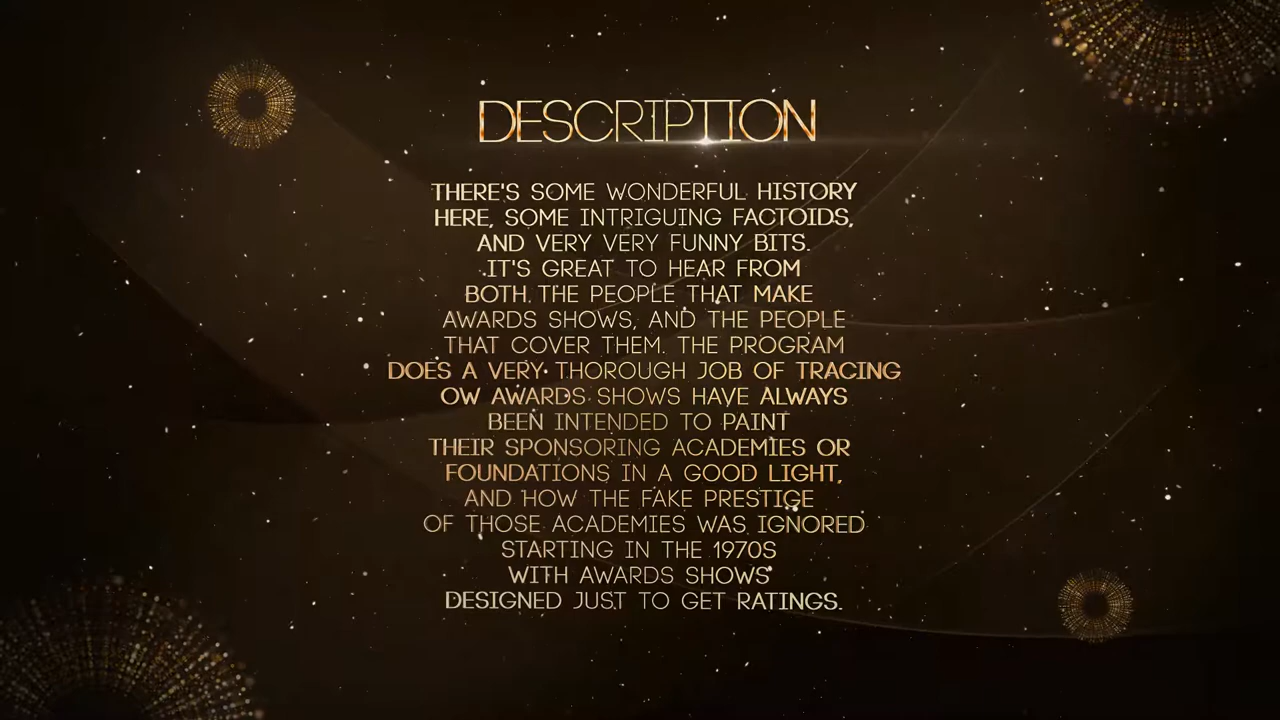 DESCRIPTION
THERE'S SOME WONDERFUL HISTORY
HERE, SOME INTRIGUING FACTOIDS,
AND VERY VERY FUNNY BITS.
IT'S GREAT TO HEAR FROM
BOTH THE PEOPLE THAT MAKE
AWARDS SHOWS, AND THE PEOPLE
THAT COVER THEM. THE PROGRAM
DOES A VERY THOROUGH JOB OF TRACING
OW AWARDS SHOWS HAVE ALWAYS
BEEN INTENDED TO PAINT
THEIR SPONSORING ACADEMIES OR
FOUNDATIONS IN A GOOD LIGHT,
AND HOW THE FAKE PRESTIGE
OF THOSE ACADEMIES WAS IGNORED
STARTING IN THE 1970S
WITH AWARDS SHOWS
DESIGNED JUST TO GET RATINGS.